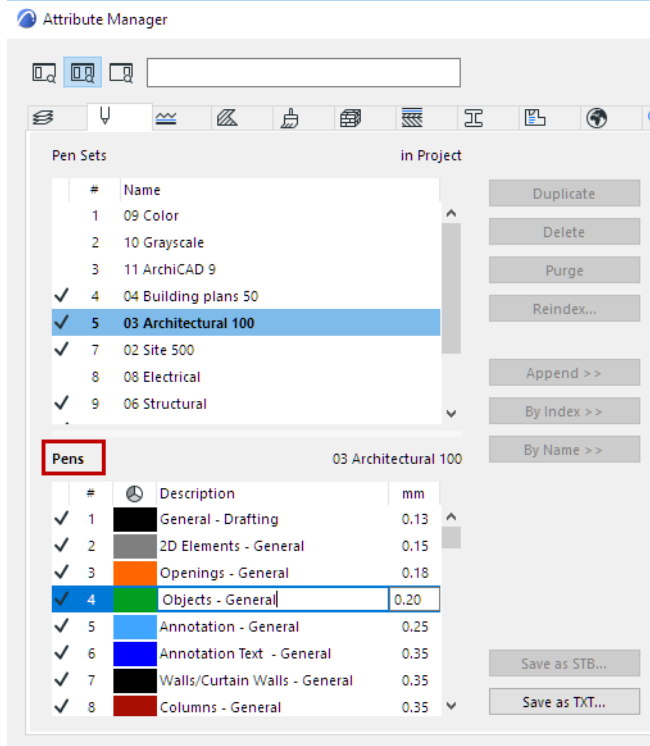 Attribute Manager
Pen Sets in Project
# Name
1 09 Color
2 10 Grayscale
3 11 ArchiCAD 9
4 04 Building plans 50
5 03 Architectural 100
7 02 Site 500
8 08 Electrical
9 06 Structural
Duplicate
Delete
Purge
Reindex...
Append >>
By Index >>
By Name >>
Pens 03 Architectural 100
# Description mm
1 General - Drafting 0.13
2 2D Elements - General 0.15
3 Openings - General 0.18
4 Objects - General 0.20
5 Annotation - General 0.25
6 Annotation Text - General 0.35
7 Walls/Curtain Walls - General 0.35
8 Columns - General 0.35
Save as STB...
Save as TXT...